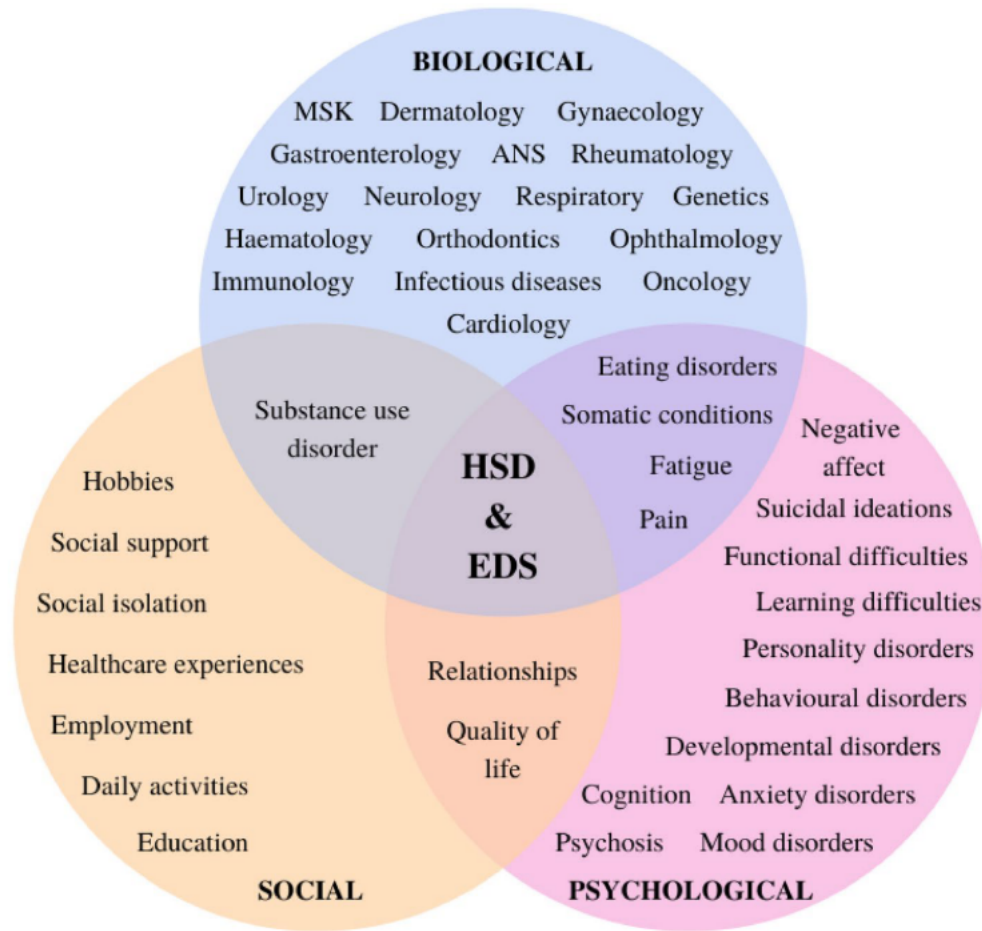 BIOLOGICAL
MSK Dermatology Gynaecology
Gastroenterology ANS Rheumatology
Urology Neurology Respiratory Genetics
Haematology Orthodontics Ophthalmology
Immunology Infectious diseases Oncology
Cardiology
Eating disorders
Substance use
disorder
Somatic conditions
Fatigue
Pain
HSD
&
EDS
Negative
affect
Suicidal ideations
Functional difficulties
Learning difficulties
Personality disorders
Behavioural disorders
Developmental disorders
Cognition Anxiety disorders
Psychosis Mood disorders
PSYCHOLOGICAL
Relationships
Quality of
life
Hobbies
Social support
Social isolation
Healthcare experiences
Employment
Daily activities
Education
SOCIAL